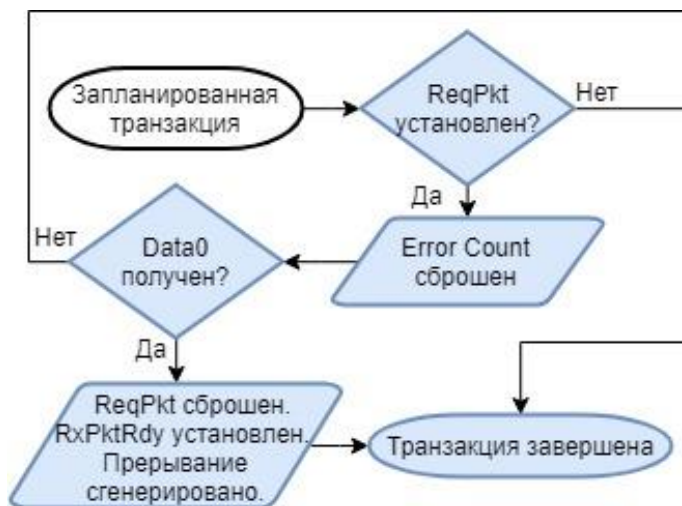 Запланированная
транзакция
ReqPkt
установлен?
Нет
Да
Error Count
сброшен
Data0
получен?
Нет
Да
ReqPkt сброшен.
RxPktRdy установлен.
Прерывание
сгенерировано.
Транзакция завершена